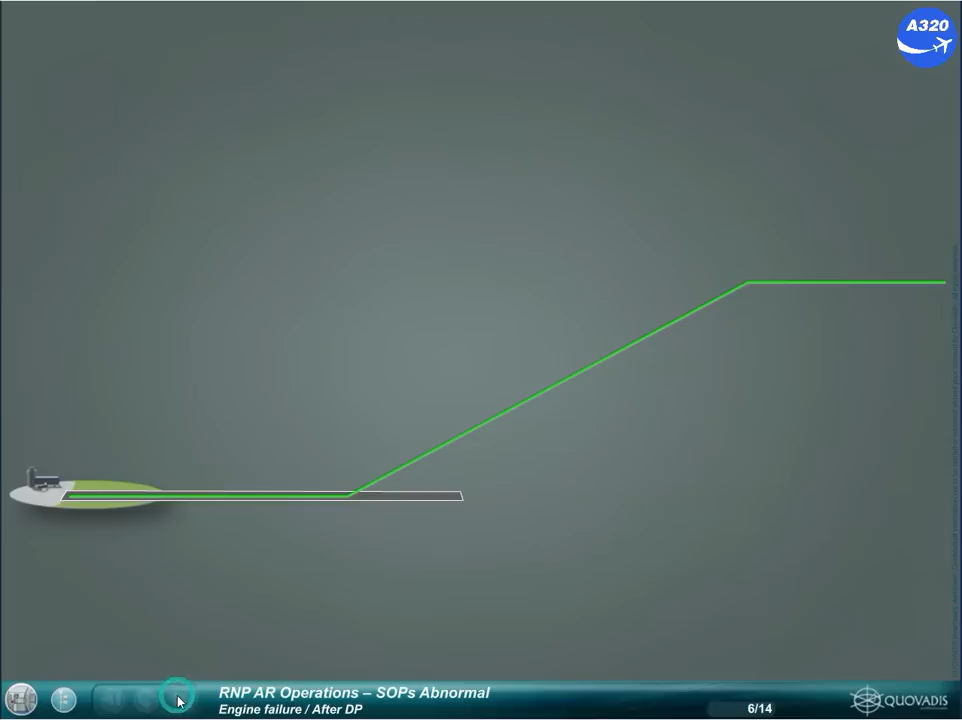 A320
RNP AR Operations – SOPs Abnormal
Engine failure / After DP
6/14
QUOVADIS